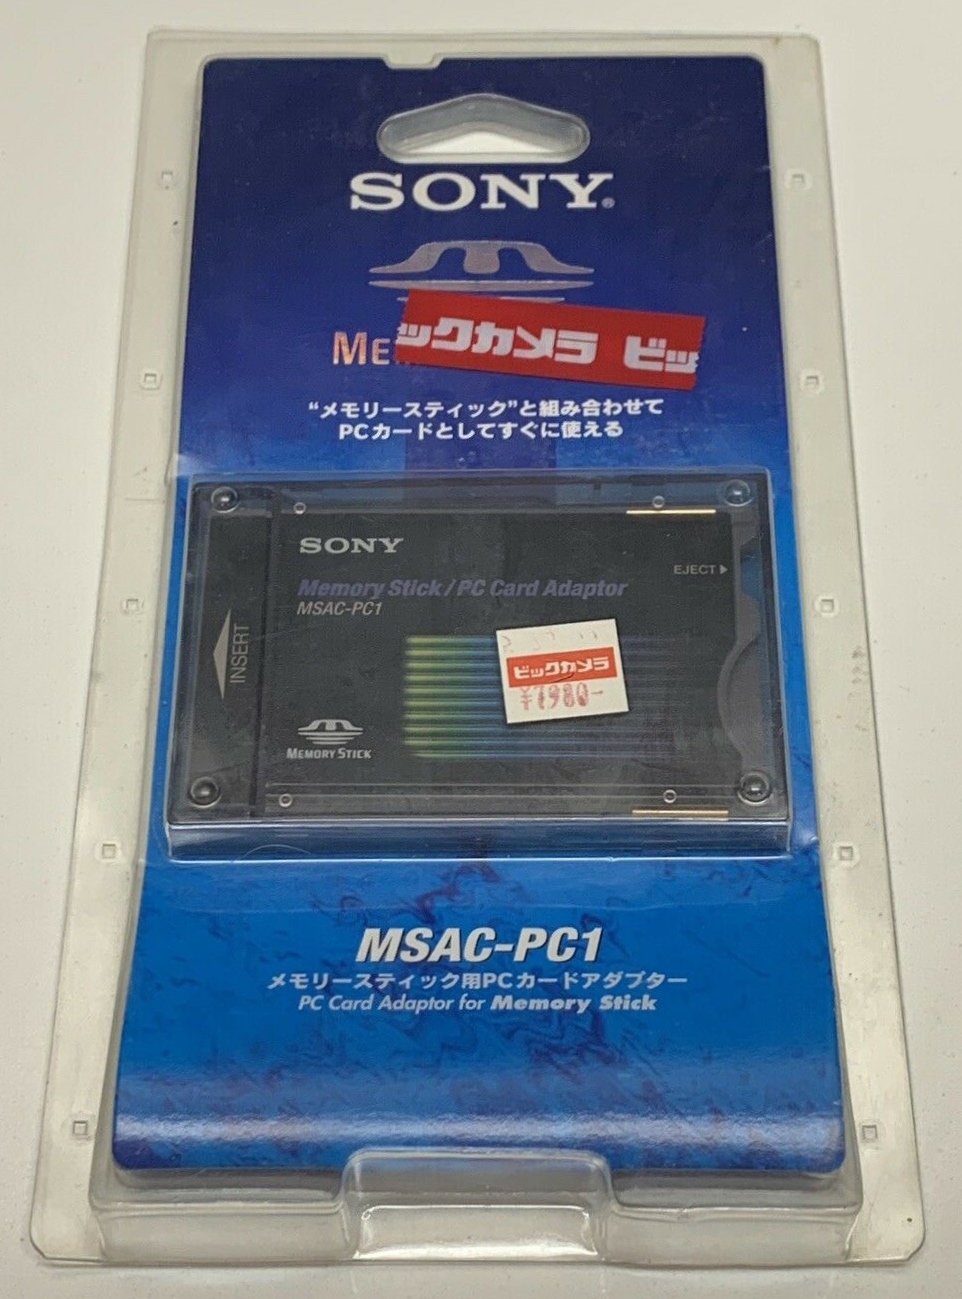 SONY®
ME
ックカメラ ビッ
“メモリースティック”と組み合わせて
PCカードとしてすぐに使える
SONY
EJECT
Memory Stick / PC Card Adaptor
MSAC-PC1
INSERT
ビックカメラ
MEMORY STICK
MSAC-PC1
メモリースティック用PCカードアダプター
PC Card Adaptor for Memory Stick